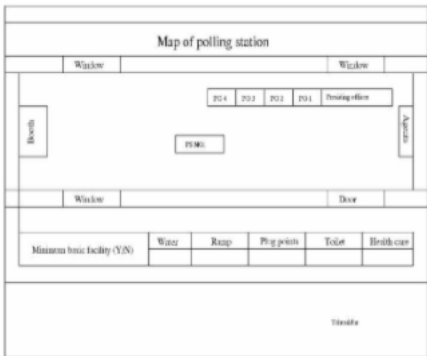 Map of polling station
Window Window
PO 4 PO 3 PO 2 PO 1 Presiding officer
Booth
Agents
PS NO.
Window Door
Minimum basic facility (Y/N) Water Ramp Plug points Toilet Health care